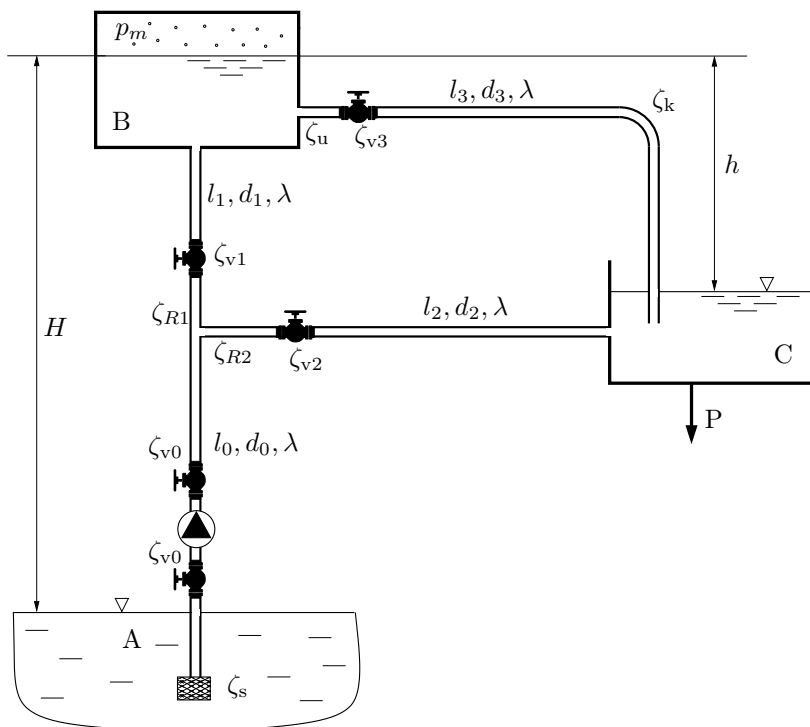 p_m
B
l_3, d_3, λ
ζ_k
ζ_u
ζ_v3
l_1, d_1, λ
h
ζ_v1
ζ_R1
l_2, d_2, λ
H
ζ_R2
ζ_v2
C
P
ζ_v0
l_0, d_0, λ
ζ_v0
A
ζ_s